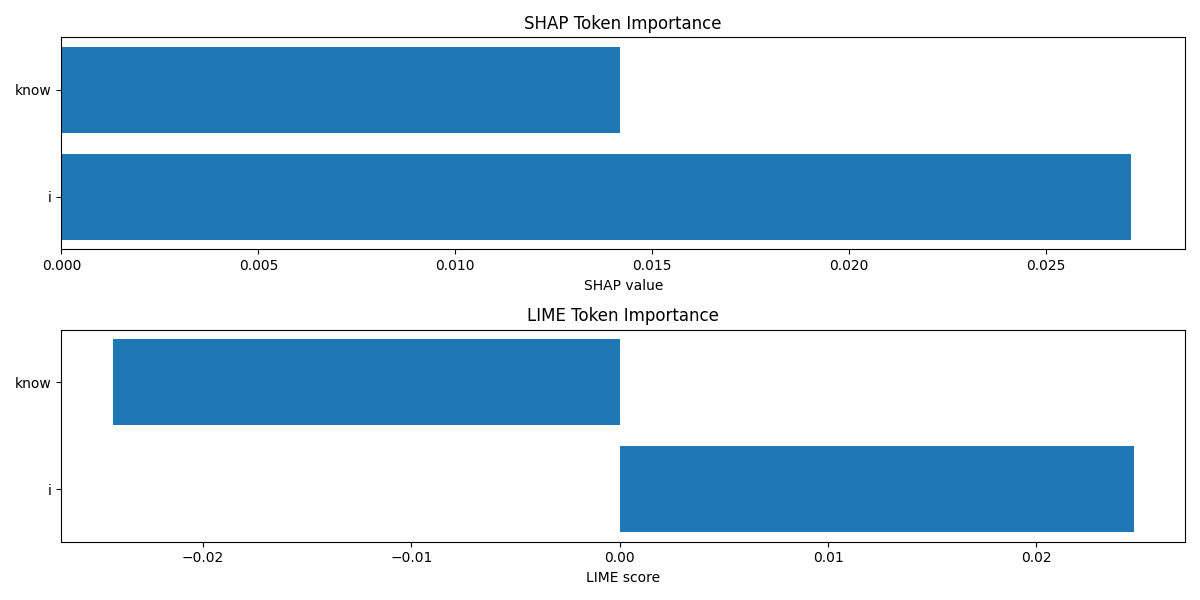 SHAP Token Importance
know
i
0.000 0.005 0.010 0.015 0.020 0.025
SHAP value
LIME Token Importance
know
i
−0.02 −0.01 0.00 0.01 0.02
LIME score